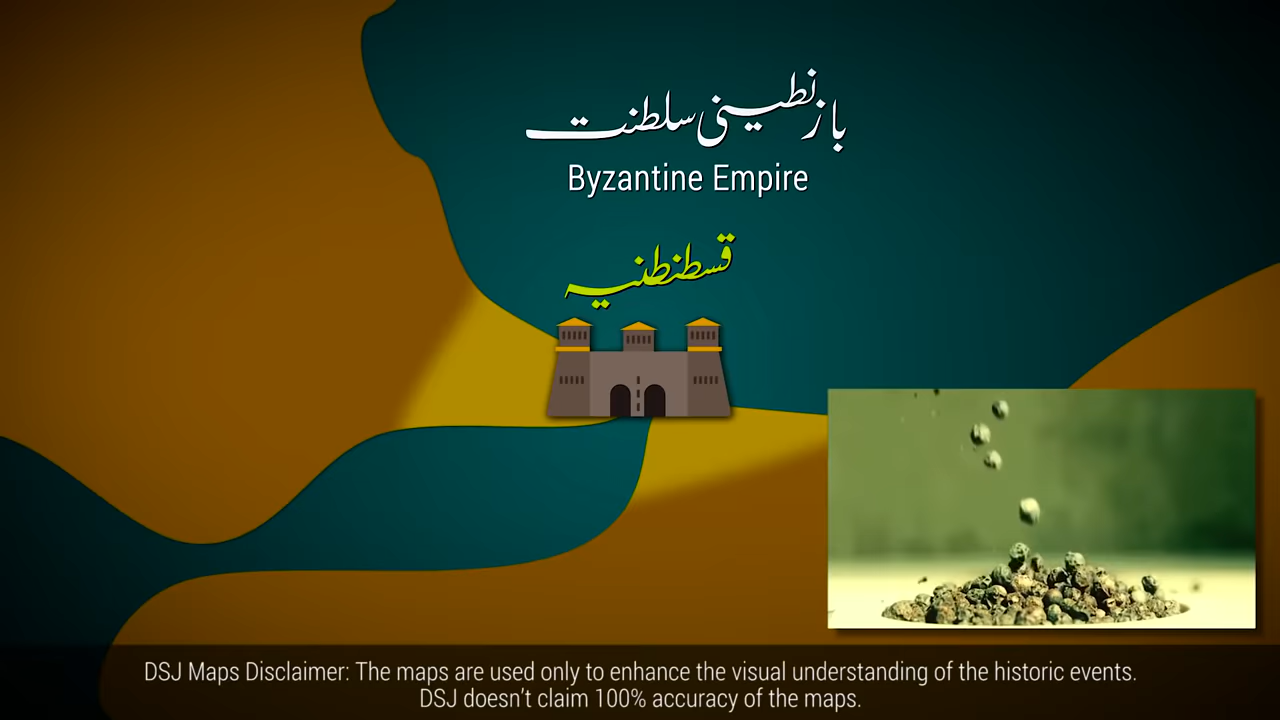 بازنطینی سلطنت
Byzantine Empire
قسطنطنیہ
DSJ Maps Disclaimer: The maps are used only to enhance the visual understanding of the historic events.
DSJ doesn't claim 100% accuracy of the maps.